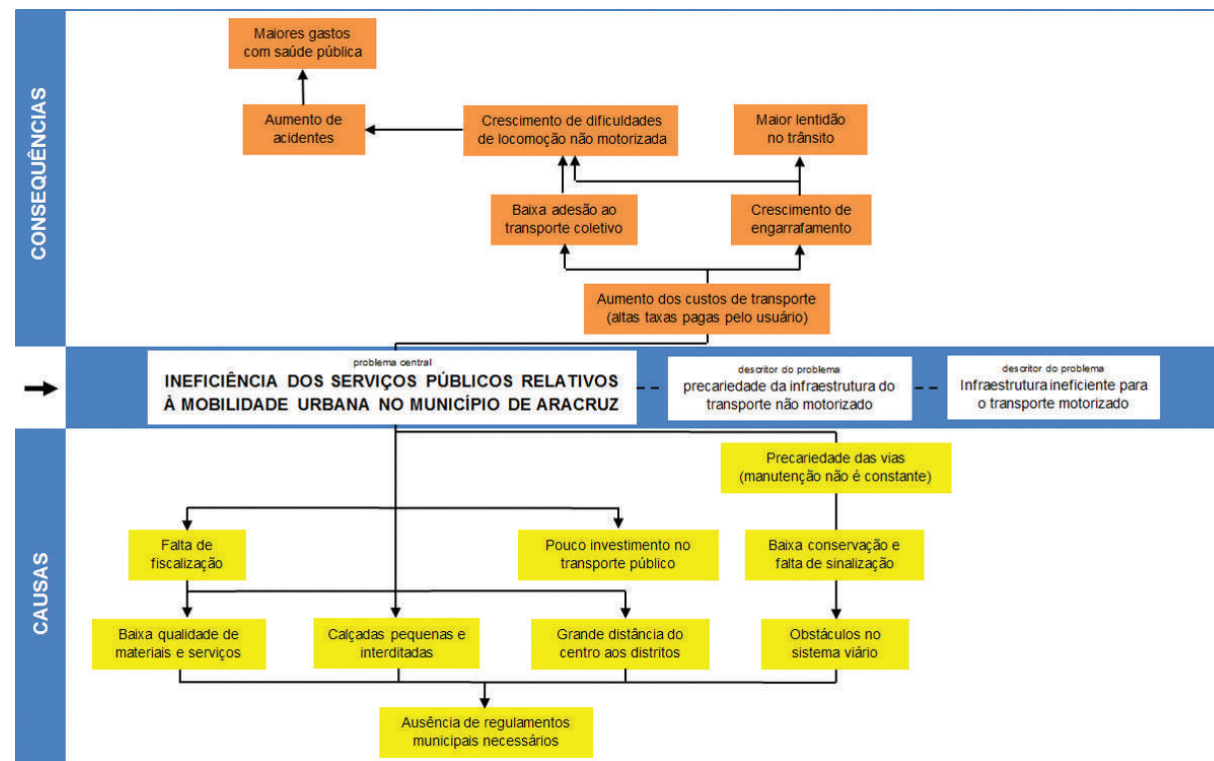 CONSEQUÊNCIAS
Maiores gastos
com saúde pública
Aumento de
acidentes
Crescimento de dificuldades
de locomoção não motorizada
Maior lentidão
no trânsito
Baixa adesão ao
transporte coletivo
Crescimento de
engarrafamento
Aumento dos custos de transporte
(altas taxas pagas pelo usuário)
problema central
INEFICIÊNCIA DOS SERVIÇOS PÚBLICOS RELATIVOS
À MOBILIDADE URBANA NO MUNICÍPIO DE ARACRUZ
descritor do problema
precariedade da infraestrutura do
transporte não motorizado
descritor do problema
Infraestrutura ineficiente para
o transporte motorizado
CAUSAS
Precariedade das vias
(manutenção não é constante)
Falta de
fiscalização
Pouco investimento no
transporte público
Baixa conservação e
falta de sinalização
Baixa qualidade de
materiais e serviços
Calçadas pequenas e
interditadas
Grande distância do
centro aos distritos
Obstáculos no
sistema viário
Ausência de regulamentos
municipais necessários